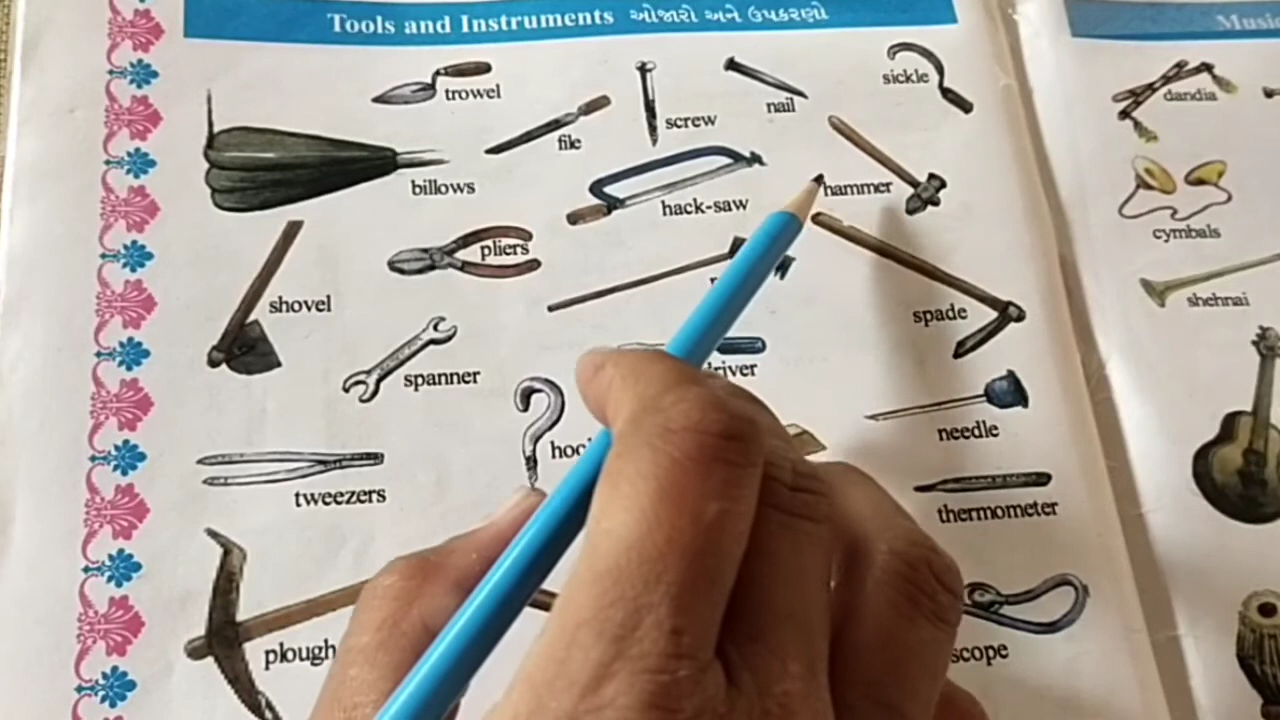 Tools and Instruments ઓજારો અને ઉપકરણો
Music
trowel
file
screw
nail
sickle
dandia
billows
hack-saw
hammer
cymbals
pliers
shovel
spade
shehnai
spanner
needle
tweezers
thermometer
plough